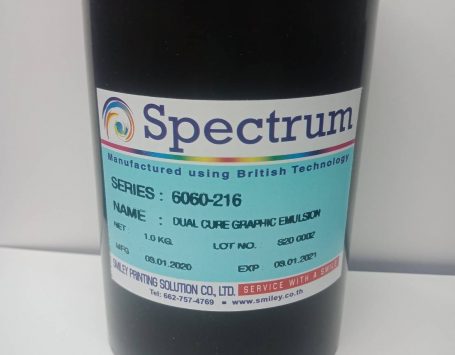 Spectrum
Manufactured using British Technology
SERIES : 6060-216
NAME : DUAL CURE GRAPHIC EMULSION
NET : 1.0 KG. LOT NO. S20 0002
MFG 09.01.2020 EXP 09.01.2021
SMILEY PRINTING SOLUTION CO., LTD. SERVICE WITH A SMILE
Tel: 662-757-4769 www.smiley.co.th